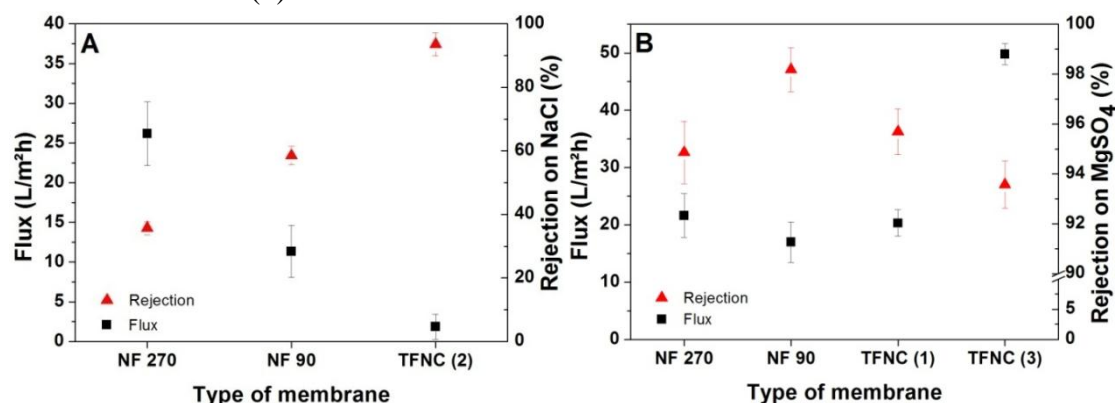 (2)
A
40
35
30
25
20
15
10
5
0
Flux (L/m²h)
100
80
60
40
20
0
Rejection on NaCl (%)
Rejection
Flux
NF 270 NF 90 TFNC (2)
Type of membrane
B
50
40
30
20
10
0
Flux (L/m²h)
100
98
96
94
92
90
5
0
Rejection on MgSO₄ (%)
Rejection
Flux
NF 270 NF 90 TFNC (1) TFNC (3)
Type of membrane